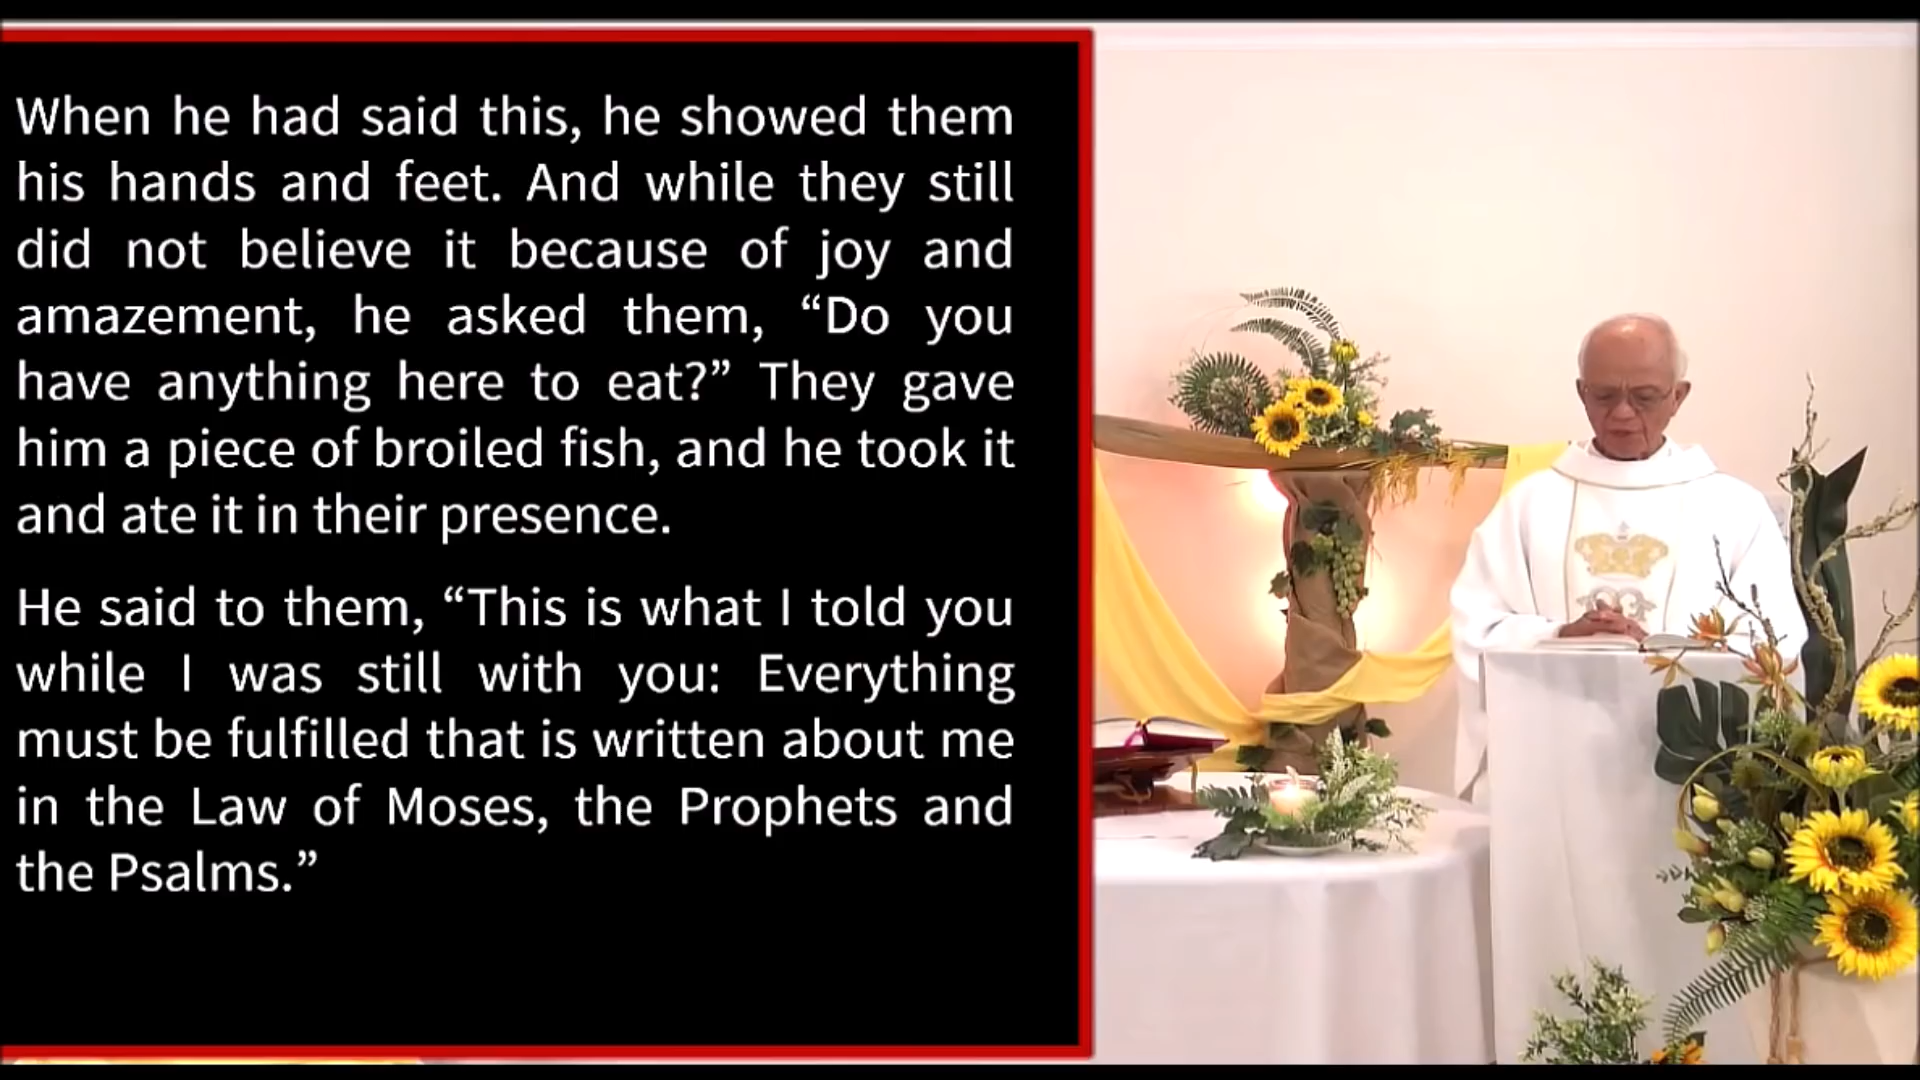 When he had said this, he showed them
his hands and feet. And while they still
did not believe it because of joy and
amazement, he asked them, “Do you
have anything here to eat?” They gave
him a piece of broiled fish, and he took it
and ate it in their presence.
He said to them, “This is what I told you
while I was still with you: Everything
must be fulfilled that is written about me
in the Law of Moses, the Prophets and
the Psalms.”